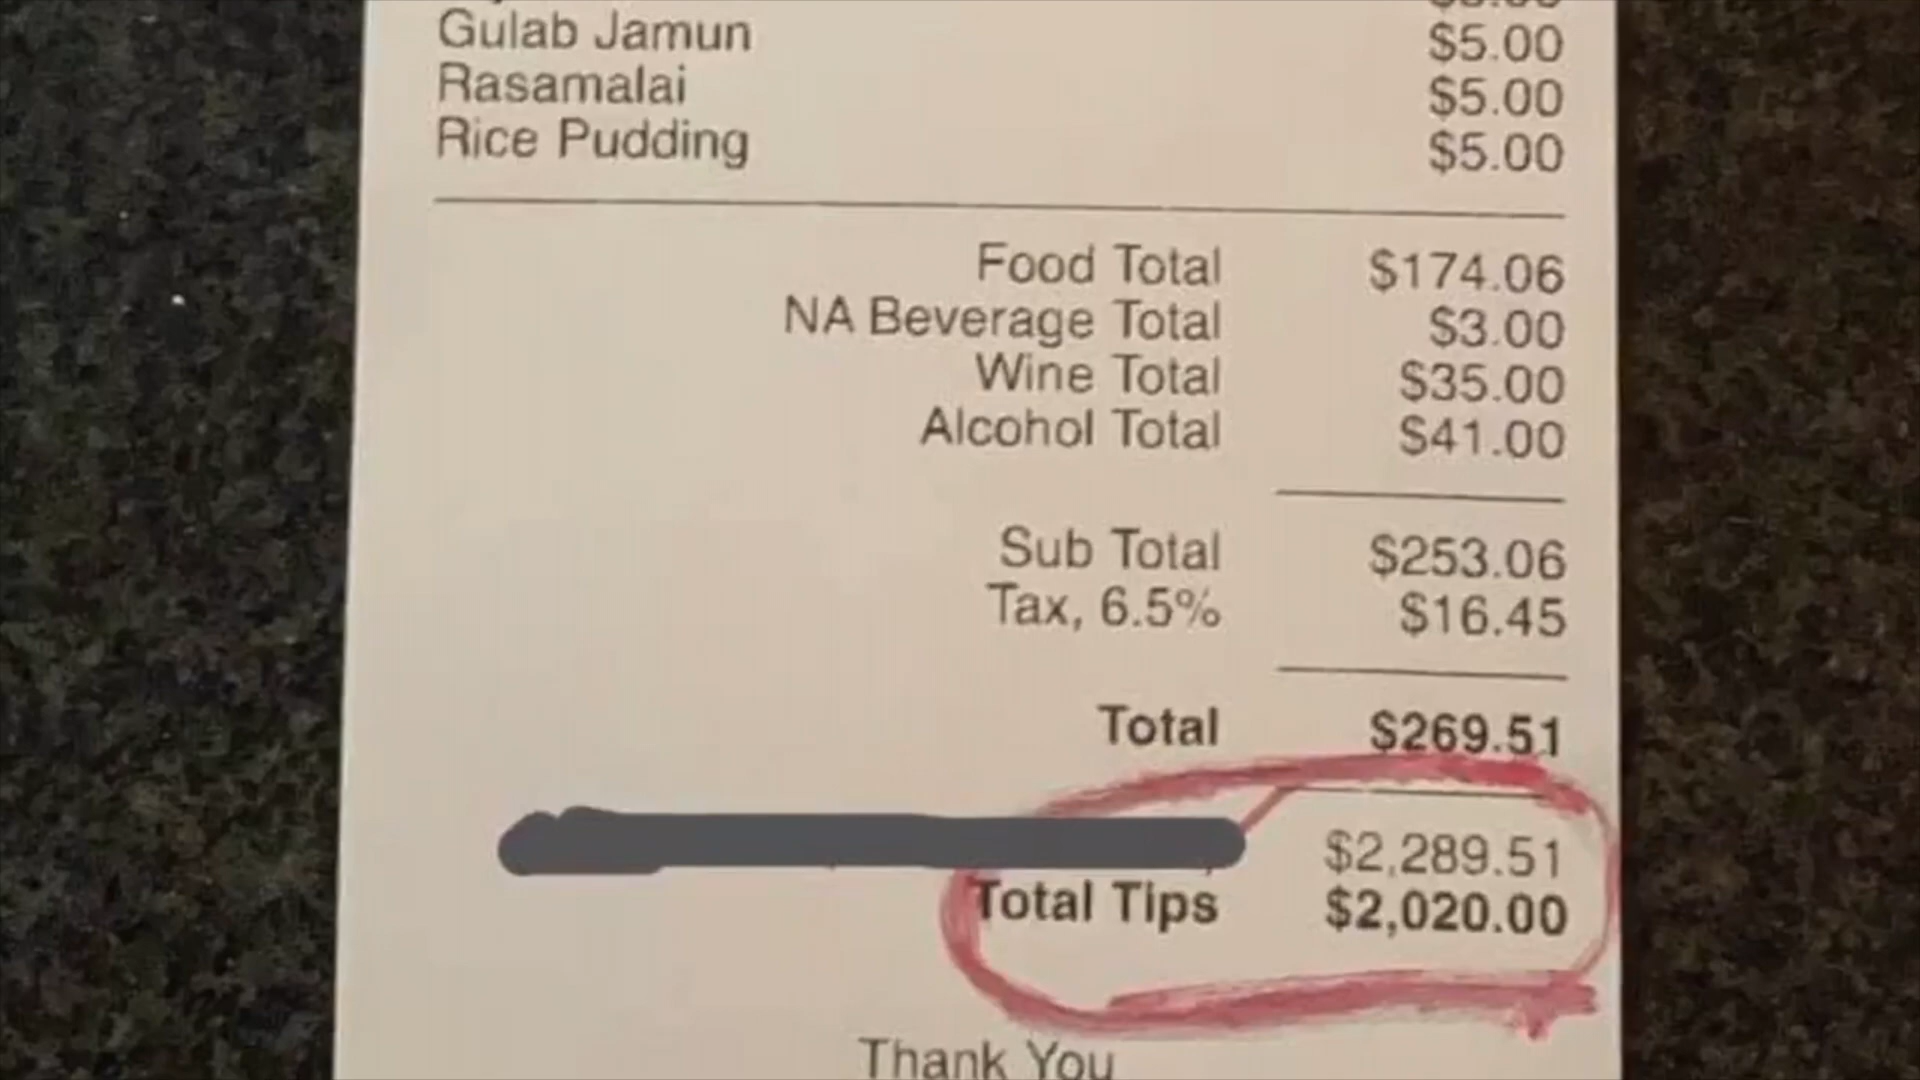 Gulab Jamun $5.00
Rasamalai $5.00
Rice Pudding $5.00
Food Total $174.06
NA Beverage Total $3.00
Wine Total $35.00
Alcohol Total $41.00
Sub Total $253.06
Tax, 6.5% $16.45
Total $269.51
$2,289.51
Total Tips $2,020.00
Thank You